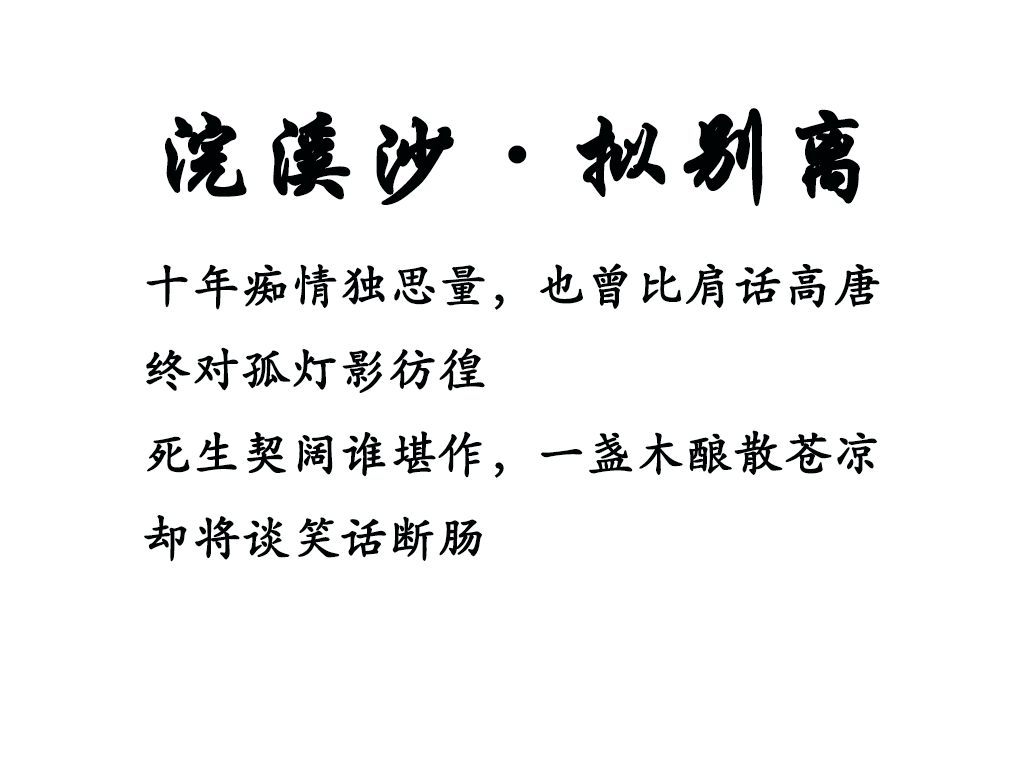 浣溪沙·拟别离
十年痴情独思量，也曾比肩话高唐
终对孤灯影彷徨
死生契阔谁堪作，一盏木酿散苍凉
却将谈笑话断肠